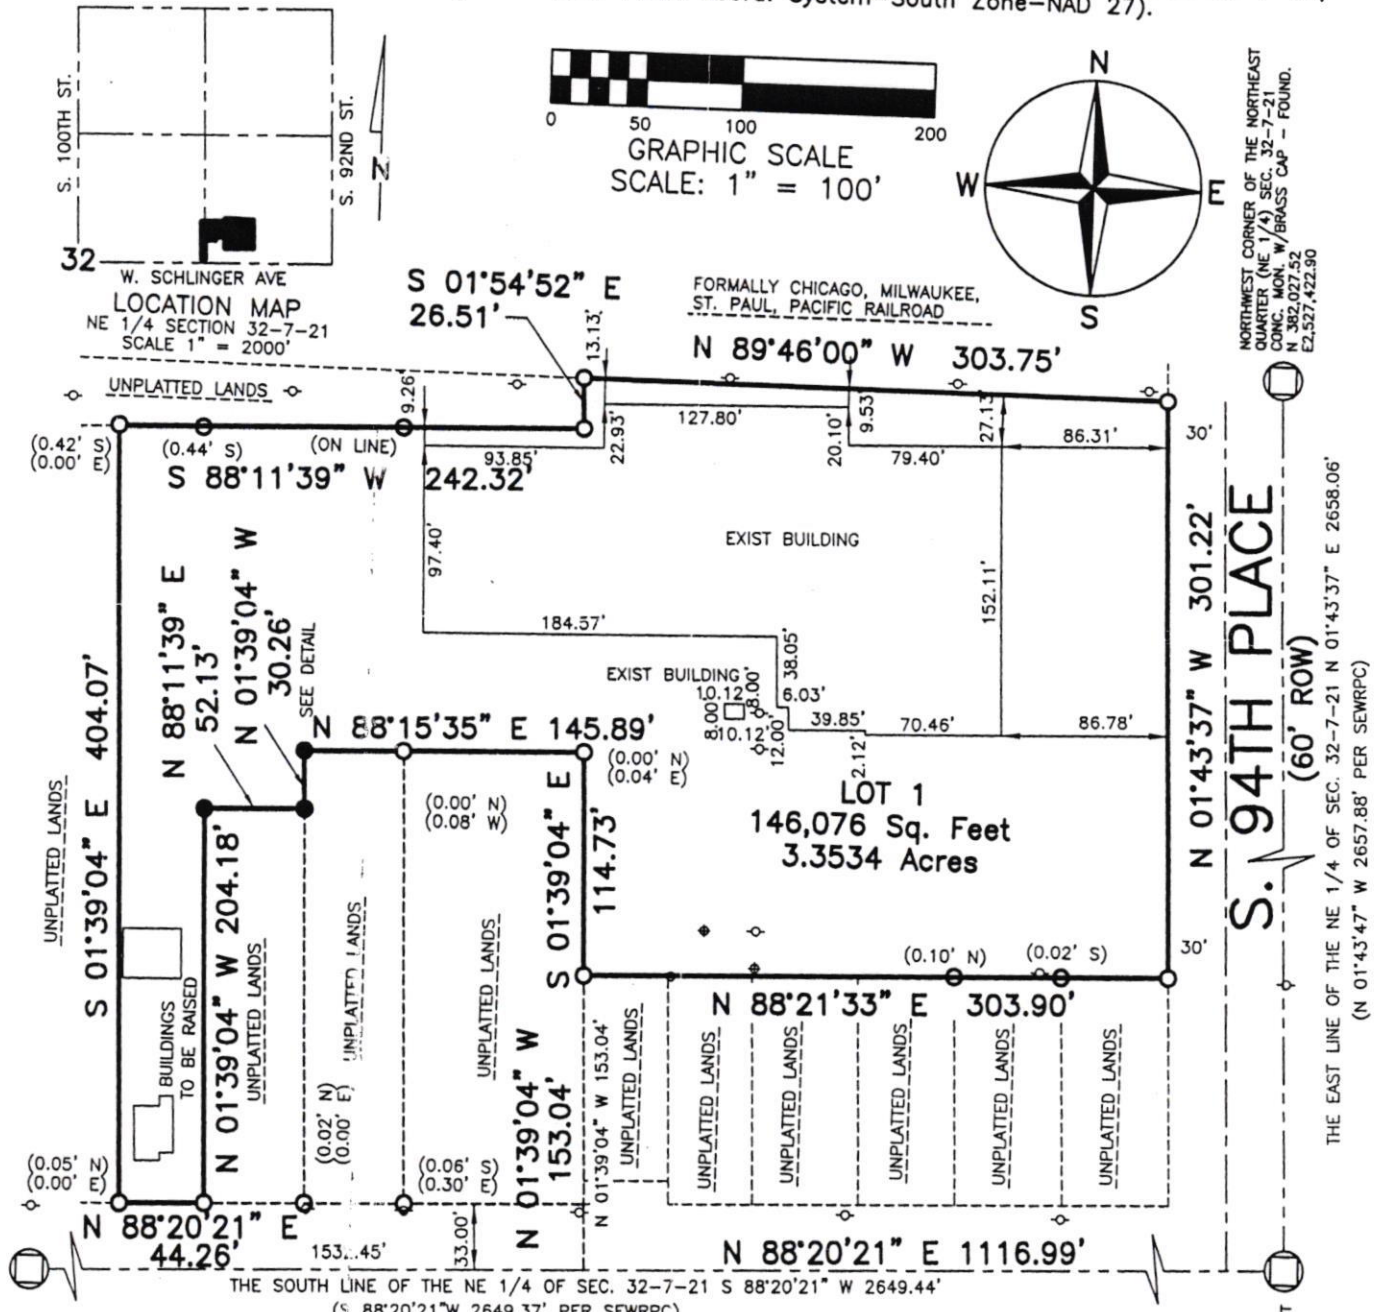 System-South Zone-NAD 27).
S. 100TH ST.
S. 92ND ST.
N
32
W. SCHLINGER AVE
LOCATION MAP
NE 1/4 SECTION 32-7-21
SCALE 1" = 2000'
0 50 100 200
GRAPHIC SCALE
SCALE: 1" = 100'
N
W
E
S
NORTHWEST CORNER OF THE NORTHEAST
QUARTER (NE 1/4) SEC. 32-7-21
CONC. MON. W/BRASS CAP - FOUND.
N 382,027.52
E2,527,422.90
S 01°54'52" E
26.51'
FORMALLY CHICAGO, MILWAUKEE,
ST. PAUL, PACIFIC RAILROAD
N 89°46'00" W 303.75'
13.13'
UNPLATTED LANDS
9.26'
127.80'
9.53'
27.13'
86.31'
30'
(0.42' S)
(0.00' E)
(0.44' S)
(ON LINE)
93.85'
22.93'
20.10'
79.40'
S 88°11'39" W 242.32'
97.40'
EXIST BUILDING
152.11'
N 01°43'37" W 301.22'
S. 94TH PLACE
(60' ROW)
THE EAST LINE OF THE NE 1/4 OF SEC. 32-7-21 N 01°43'37" E 2658.06'
(N 01°43'47" W 2657.88' PER SEWRPC)
184.57'
38.05'
EXIST BUILDING
10.12'
8.00'
6.03'
8.00'
10.12'
12.00'
39.85'
2.12'
70.46'
86.78'
N 88°11'39" E
52.13'
N 01°39'04" W
30.26'
SEE DETAIL
N 88°15'35" E 145.89'
(0.00' N)
(0.04' E)
(0.00' N)
(0.08' W)
LOT 1
146,076 Sq. Feet
3.3534 Acres
UNPLATTED LANDS
S 01°39'04" E 404.07'
N 01°39'04" W 204.18'
UNPLATTED LANDS
UNPLATTED LANDS
UNPLATTED LANDS
S 01°39'04" E
114.73'
BUILDINGS
TO BE RAISED
(0.10' N)
(0.02' S)
30'
N 88°21'33" E 303.90'
N 01°39'04" W
153.04'
N 01°39'04" W 153.04'
UNPLATTED LANDS
UNPLATTED LANDS
UNPLATTED LANDS
UNPLATTED LANDS
UNPLATTED LANDS
UNPLATTED LANDS
(0.02' N)
(0.00' E)
(0.05' N)
(0.00' E)
(0.06' S)
(0.30' E)
N 88°20'21" E
44.26'
33.00'
N 88°20'21" E 1116.99'
THE SOUTH LINE OF THE NE 1/4 OF SEC. 32-7-21 S 88°20'21" W 2649.44'
(S 88°20'21"W 2649.37' PER SEWRPC)